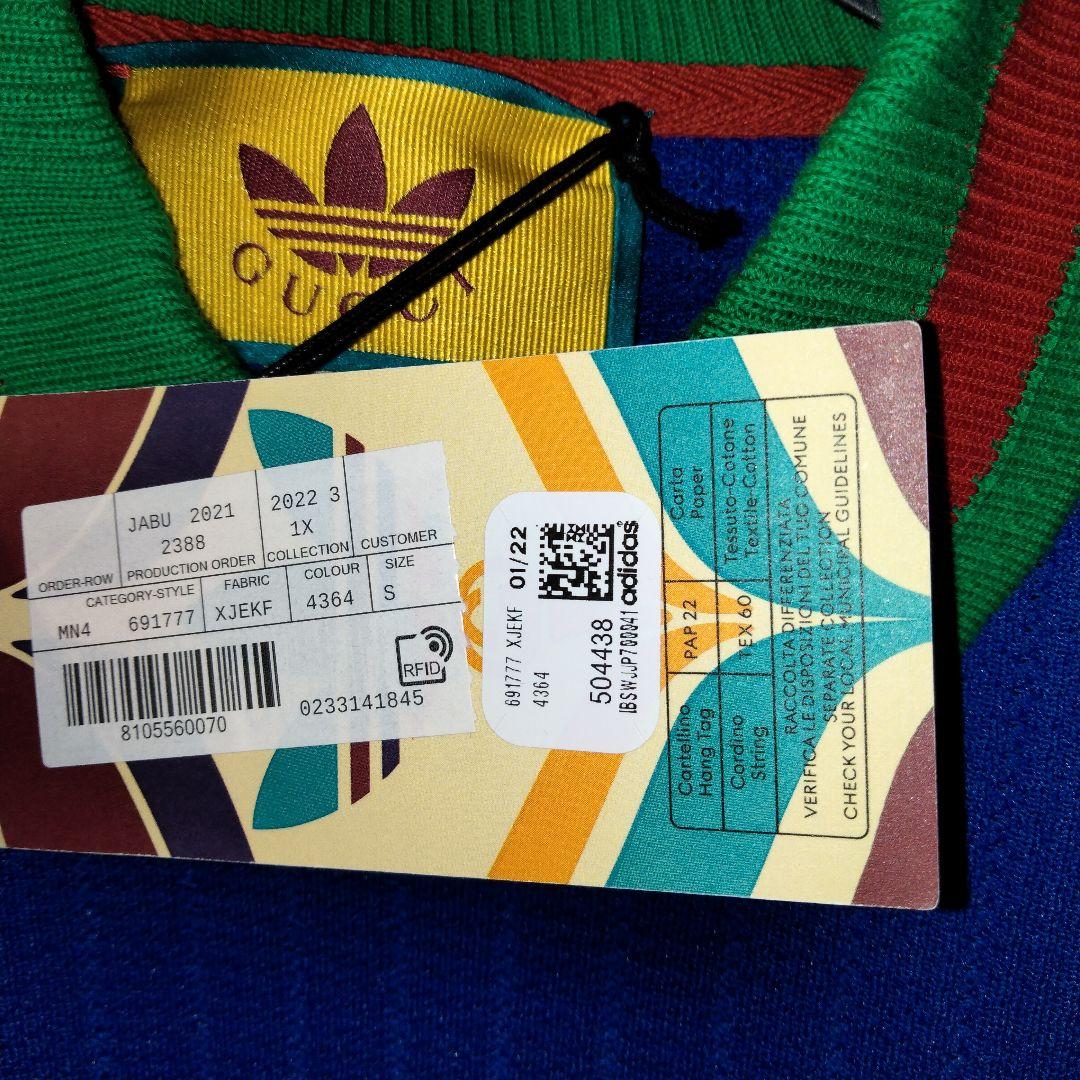 GUCCI
JABU 2021
2388
2022 3
1X
ORDER-ROW
PRODUCTION ORDER
COLLECTION
CUSTOMER
CATEGORY-STYLE
FABRIC
COLOUR
SIZE
MN4
691777
XJEKF
4364
S
RFID
8105560070
0233141845
691777 XJEKF
4364
01/22
504438
IBSWJJP700041
adidas
Cartellino
Hang Tag
PAP 22
Carta
Paper
Cordino
String
TEX 60
Tessuto-Cotone
Textile-Cotton
RACCOLTA DIFFERENZIATA
VERIFICA LE DISPOSIZIONI DEL TUO COMUNE
SEPARATE COLLECTION
CHECK YOUR LOCAL MUNICIPAL GUIDELINES